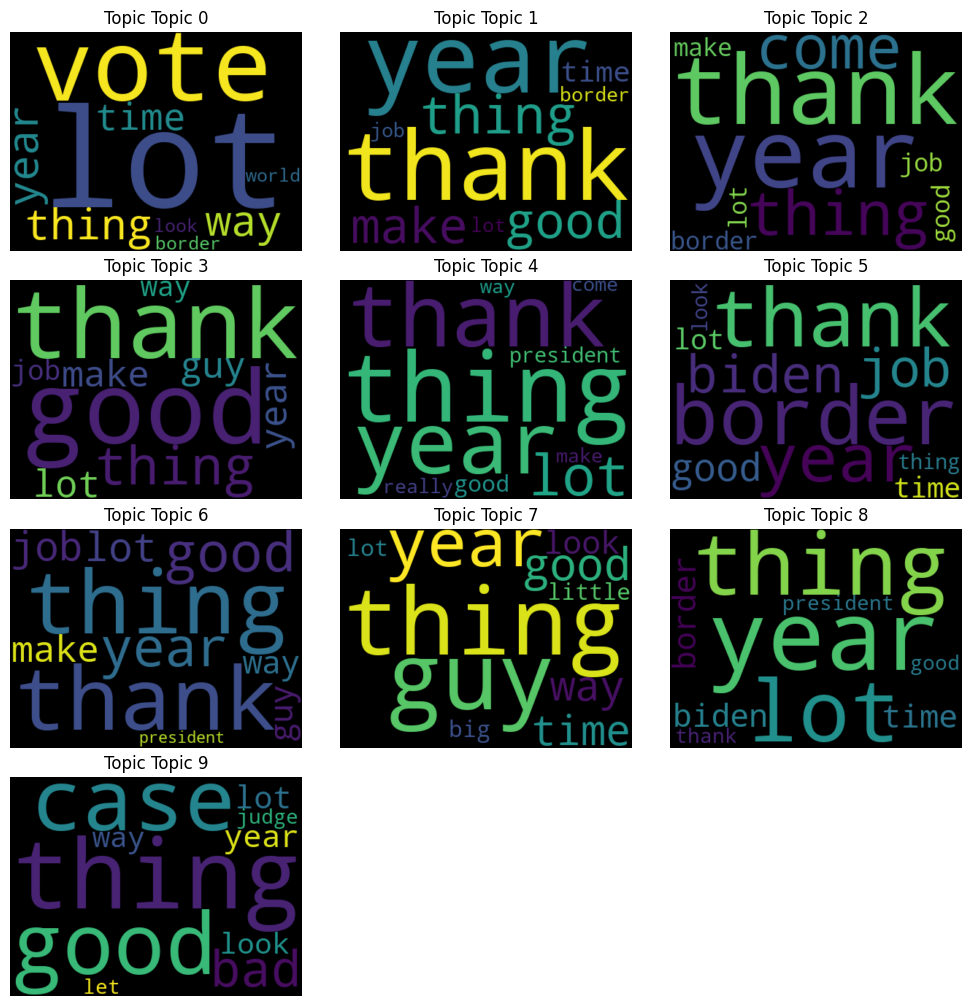 Topic Topic 0
vote
time
lot
year
world
thing
look
way
border
Topic Topic 1
year
time
border
thing
job
thank
make
lot
good
Topic Topic 2
make
come
thank
year
job
lot
thing
good
border
Topic Topic 3
way
thank
job
make
guy
year
good
thing
lot
Topic Topic 4
way
come
thank
president
thing
year
make
really
good
lot
Topic Topic 5
look
thank
lot
biden
job
border
good
year
thing
time
Topic Topic 6
job
lot
good
thing
make
year
way
thank
guy
president
Topic Topic 7
lot
year
look
good
little
thing
guy
way
big
time
Topic Topic 8
thing
border
president
year
good
biden
lot
time
thank
Topic Topic 9
case
lot
judge
way
year
thing
good
look
bad
let